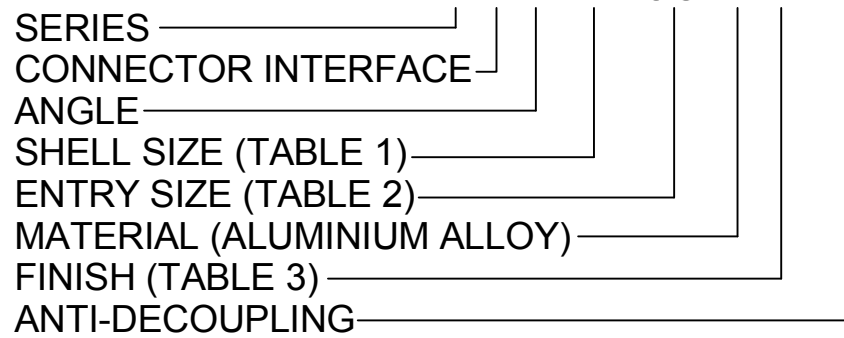 SERIES
CONNECTOR INTERFACE
ANGLE
SHELL SIZE (TABLE 1)
ENTRY SIZE (TABLE 2)
MATERIAL (ALUMINIUM ALLOY)
FINISH (TABLE 3)
ANTI-DECOUPLING